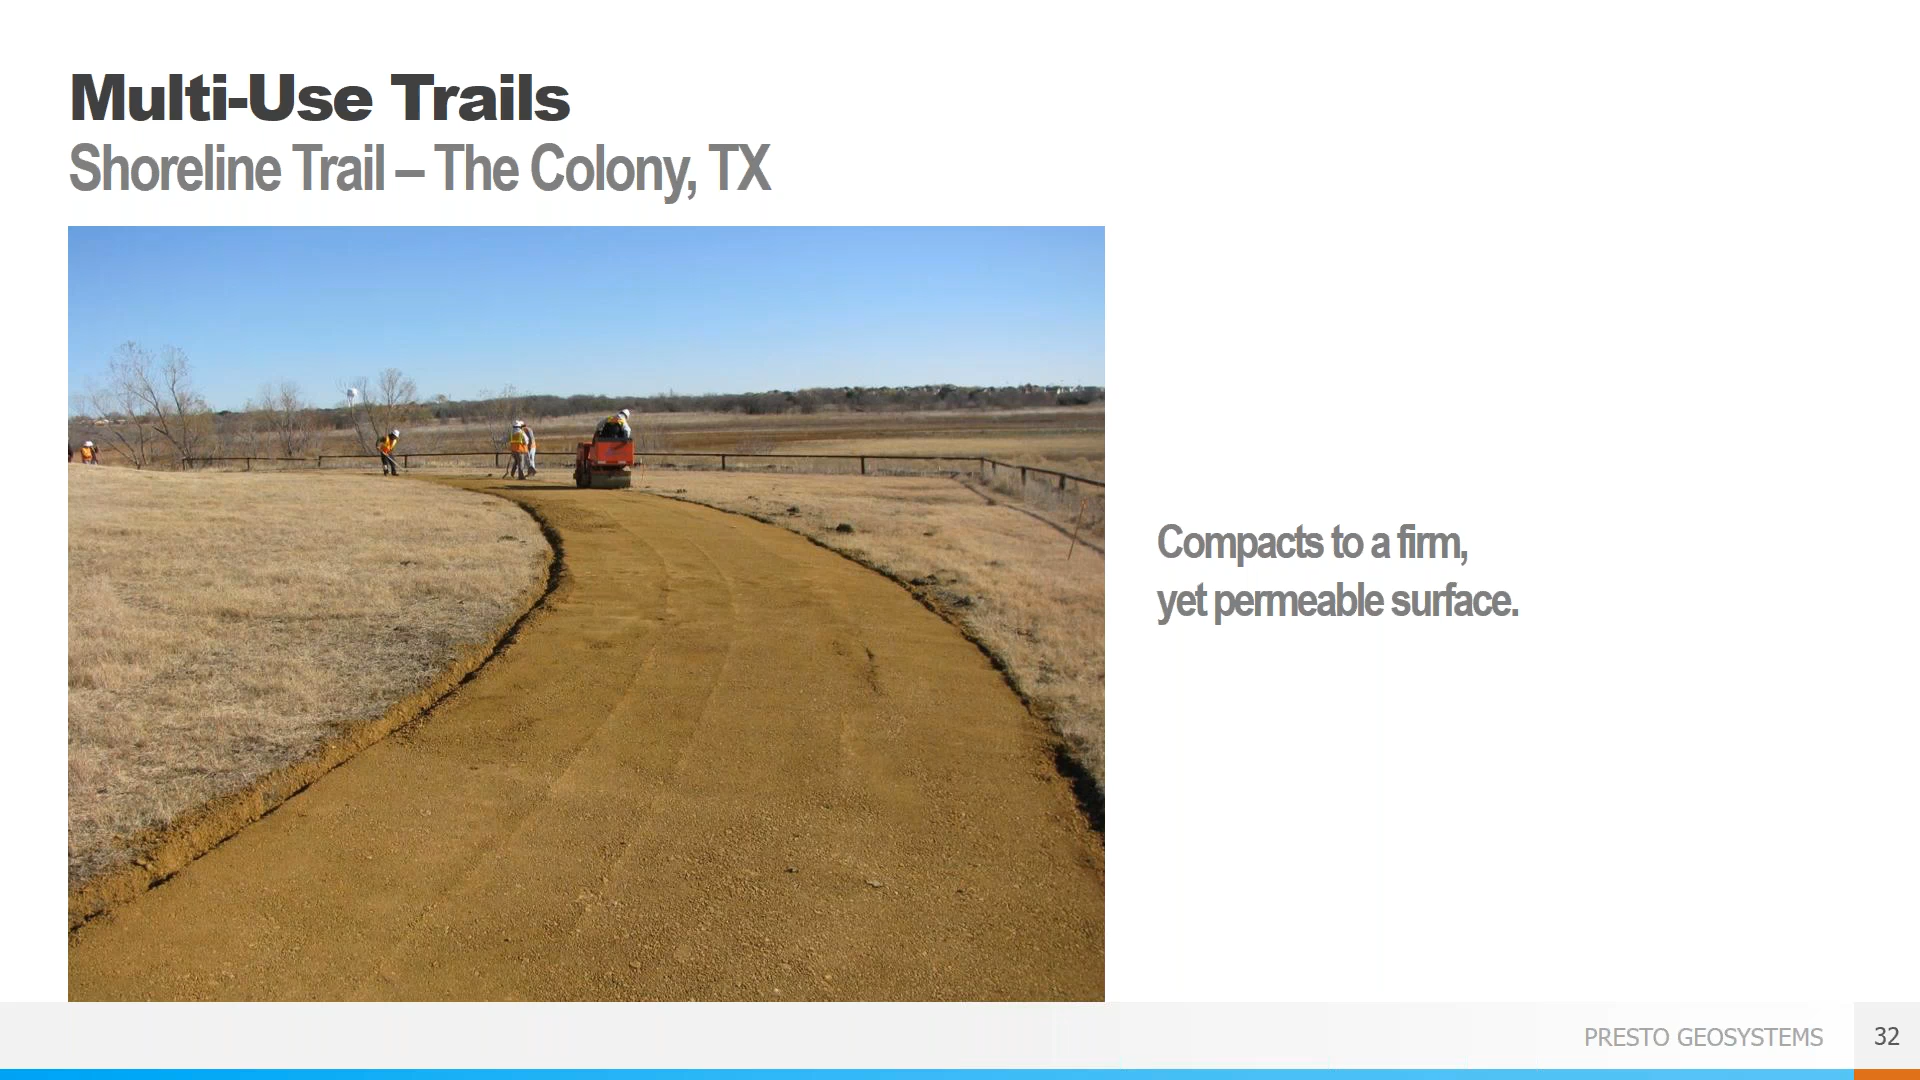 Multi-Use Trails
Shoreline Trail – The Colony, TX
Compacts to a firm,
yet permeable surface.
PRESTO GEOSYSTEMS
32